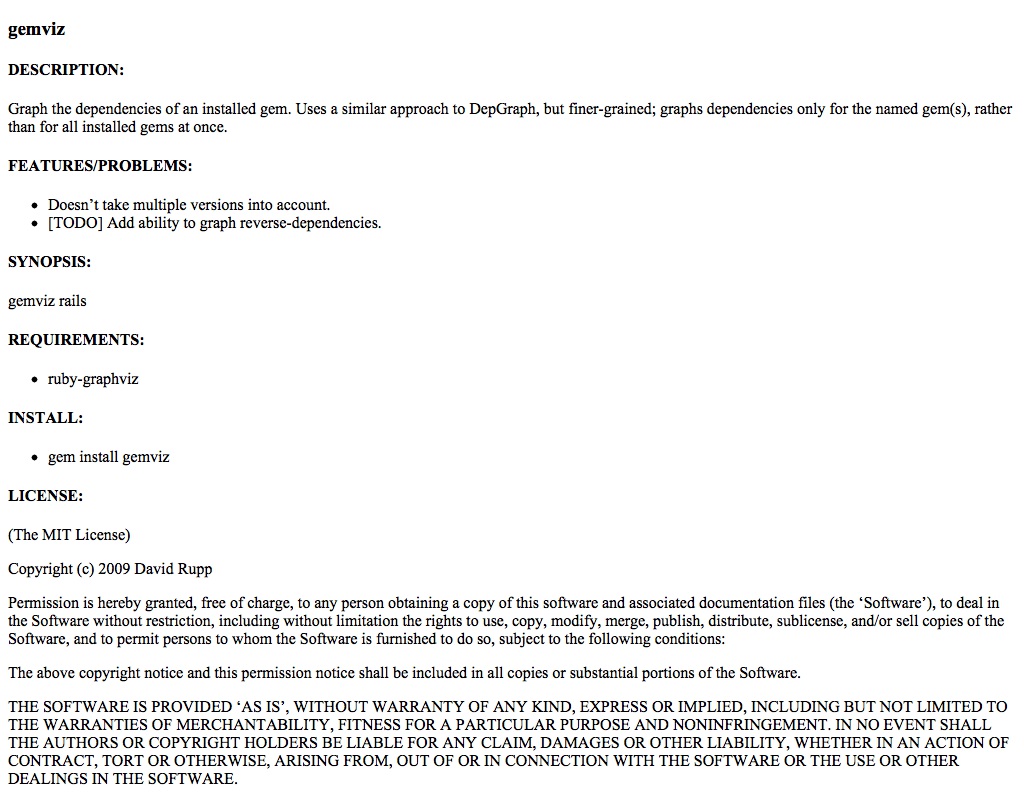 gemviz
DESCRIPTION:
Graph the dependencies of an installed gem. Uses a similar approach to DepGraph, but finer-grained; graphs dependencies only for the named gem(s), rather
than for all installed gems at once.
FEATURES/PROBLEMS:
• Doesn’t take multiple versions into account.
• [TODO] Add ability to graph reverse-dependencies.
SYNOPSIS:
gemviz rails
REQUIREMENTS:
• ruby-graphviz
INSTALL:
• gem install gemviz
LICENSE:
(The MIT License)
Copyright (c) 2009 David Rupp
Permission is hereby granted, free of charge, to any person obtaining a copy of this software and associated documentation files (the ‘Software’), to deal in
the Software without restriction, including without limitation the rights to use, copy, modify, merge, publish, distribute, sublicense, and/or sell copies of the
Software, and to permit persons to whom the Software is furnished to do so, subject to the following conditions:
The above copyright notice and this permission notice shall be included in all copies or substantial portions of the Software.
THE SOFTWARE IS PROVIDED ‘AS IS’, WITHOUT WARRANTY OF ANY KIND, EXPRESS OR IMPLIED, INCLUDING BUT NOT LIMITED TO
THE WARRANTIES OF MERCHANTABILITY, FITNESS FOR A PARTICULAR PURPOSE AND NONINFRINGEMENT. IN NO EVENT SHALL
THE AUTHORS OR COPYRIGHT HOLDERS BE LIABLE FOR ANY CLAIM, DAMAGES OR OTHER LIABILITY, WHETHER IN AN ACTION OF
CONTRACT, TORT OR OTHERWISE, ARISING FROM, OUT OF OR IN CONNECTION WITH THE SOFTWARE OR THE USE OR OTHER
DEALINGS IN THE SOFTWARE.